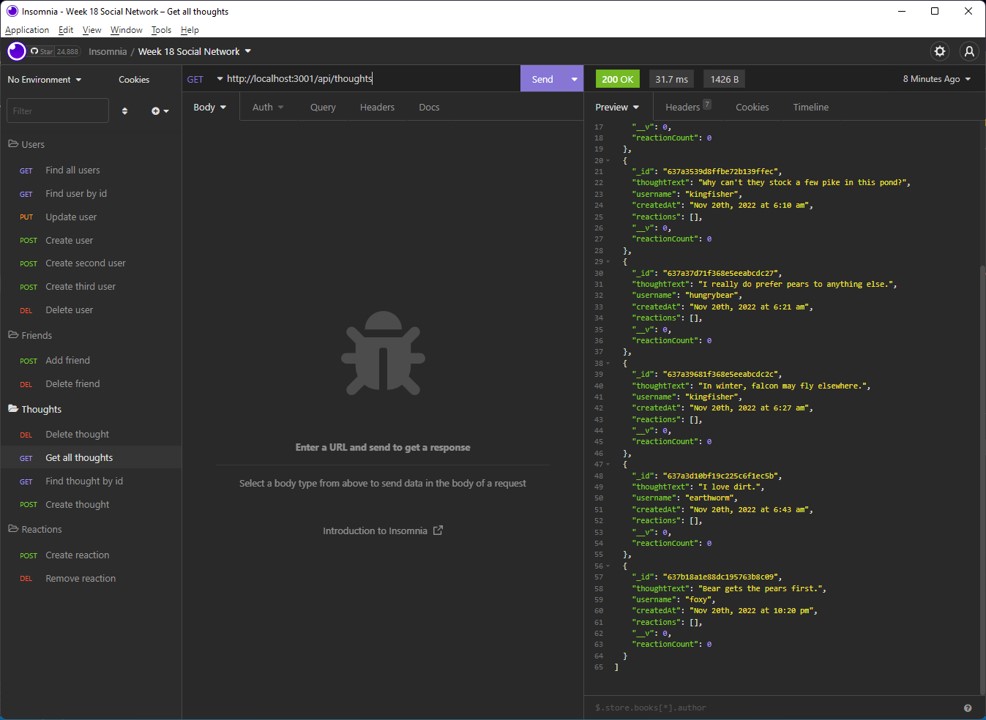 Insomnia - Week 18 Social Network – Get all thoughts
Application Edit View Window Tools Help
Star 24,888 Insomnia / Week 18 Social Network
No Environment Cookies
GET http://localhost:3001/api/thoughts Send
200 OK 31.7 ms 1426 B 8 Minutes Ago
Filter
Body Auth Query Headers Docs
Preview Headers ? Cookies Timeline
Users
GET Find all users
GET Find user by id
PUT Update user
POST Create user
POST Create second user
POST Create third user
DEL Delete user
Friends
POST Add friend
DEL Delete friend
Thoughts
DEL Delete thought
GET Get all thoughts
GET Find thought by id
POST Create thought
Reactions
POST Create reaction
DEL Remove reaction
Enter a URL and send to get a response
Select a body type from above to send data in the body of a request
Introduction to Insomnia
17 "__v": 0,
18 "reactionCount": 0
19 },
20 {
21 "_id": "637a3539d8ffbe72b139ffec",
22 "thoughtText": "Why can't they stock a few pike in this pond?",
23 "username": "kingfisher",
24 "createdAt": "Nov 20th, 2022 at 6:10 am",
25 "reactions": [],
26 "__v": 0,
27 "reactionCount": 0
28 },
29 {
30 "_id": "637a37d71f368e5eeabcdc27",
31 "thoughtText": "I really do prefer pears to anything else.",
32 "username": "hungrybear",
33 "createdAt": "Nov 20th, 2022 at 6:21 am",
34 "reactions": [],
35 "__v": 0,
36 "reactionCount": 0
37 },
38 {
39 "_id": "637a39681f368e5eeabcdc2c",
40 "thoughtText": "In winter, falcon may fly elsewhere.",
41 "username": "kingfisher",
42 "createdAt": "Nov 20th, 2022 at 6:27 am",
43 "reactions": [],
44 "__v": 0,
45 "reactionCount": 0
46 },
47 {
48 "_id": "637a3d10bf19c225c6f1ec5b",
49 "thoughtText": "I love dirt.",
50 "username": "earthworm",
51 "createdAt": "Nov 20th, 2022 at 6:43 am",
52 "reactions": [],
53 "__v": 0,
54 "reactionCount": 0
55 },
56 {
57 "_id": "637b18a1e88dc195763b8c09",
58 "thoughtText": "Bear gets the pears first.",
59 "username": "foxy",
60 "createdAt": "Nov 20th, 2022 at 10:20 pm",
61 "reactions": [],
62 "__v": 0,
63 "reactionCount": 0
64 }
65 ]
$.store.books[*].author